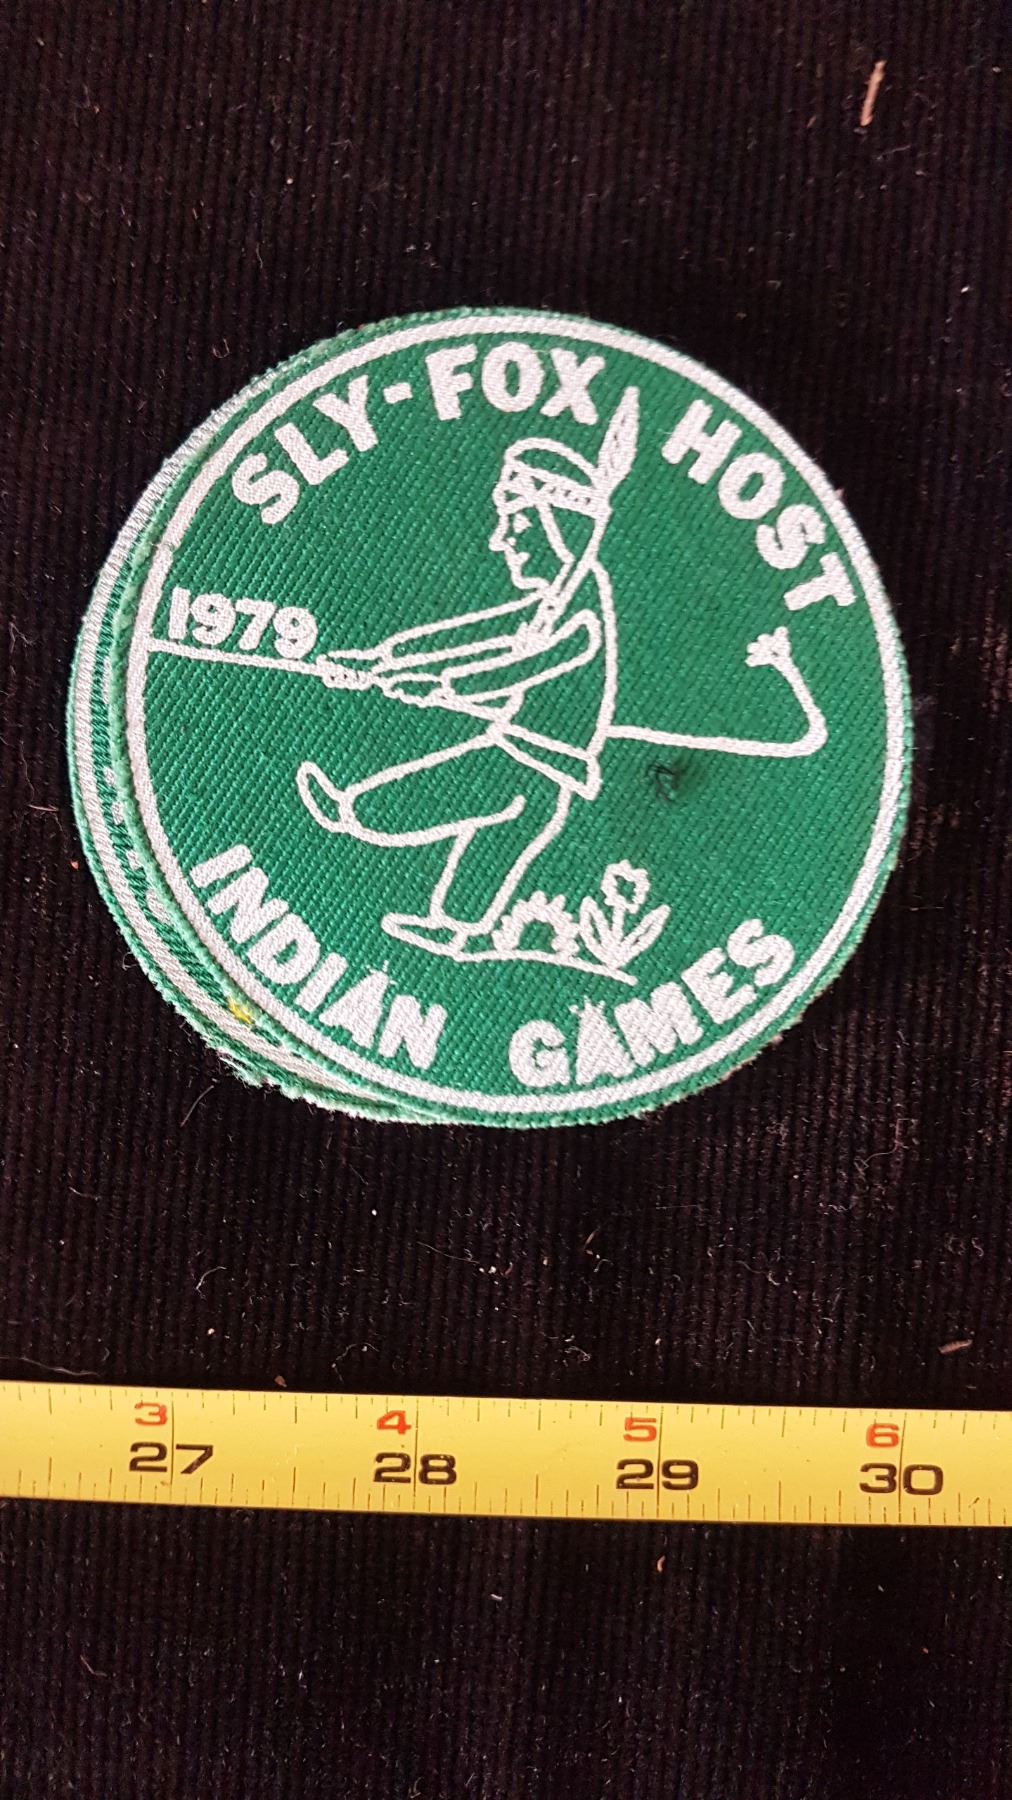 SLY-FOX HOST
1979
INDIAN GAMES
3 4 5 6
27 28 29 30